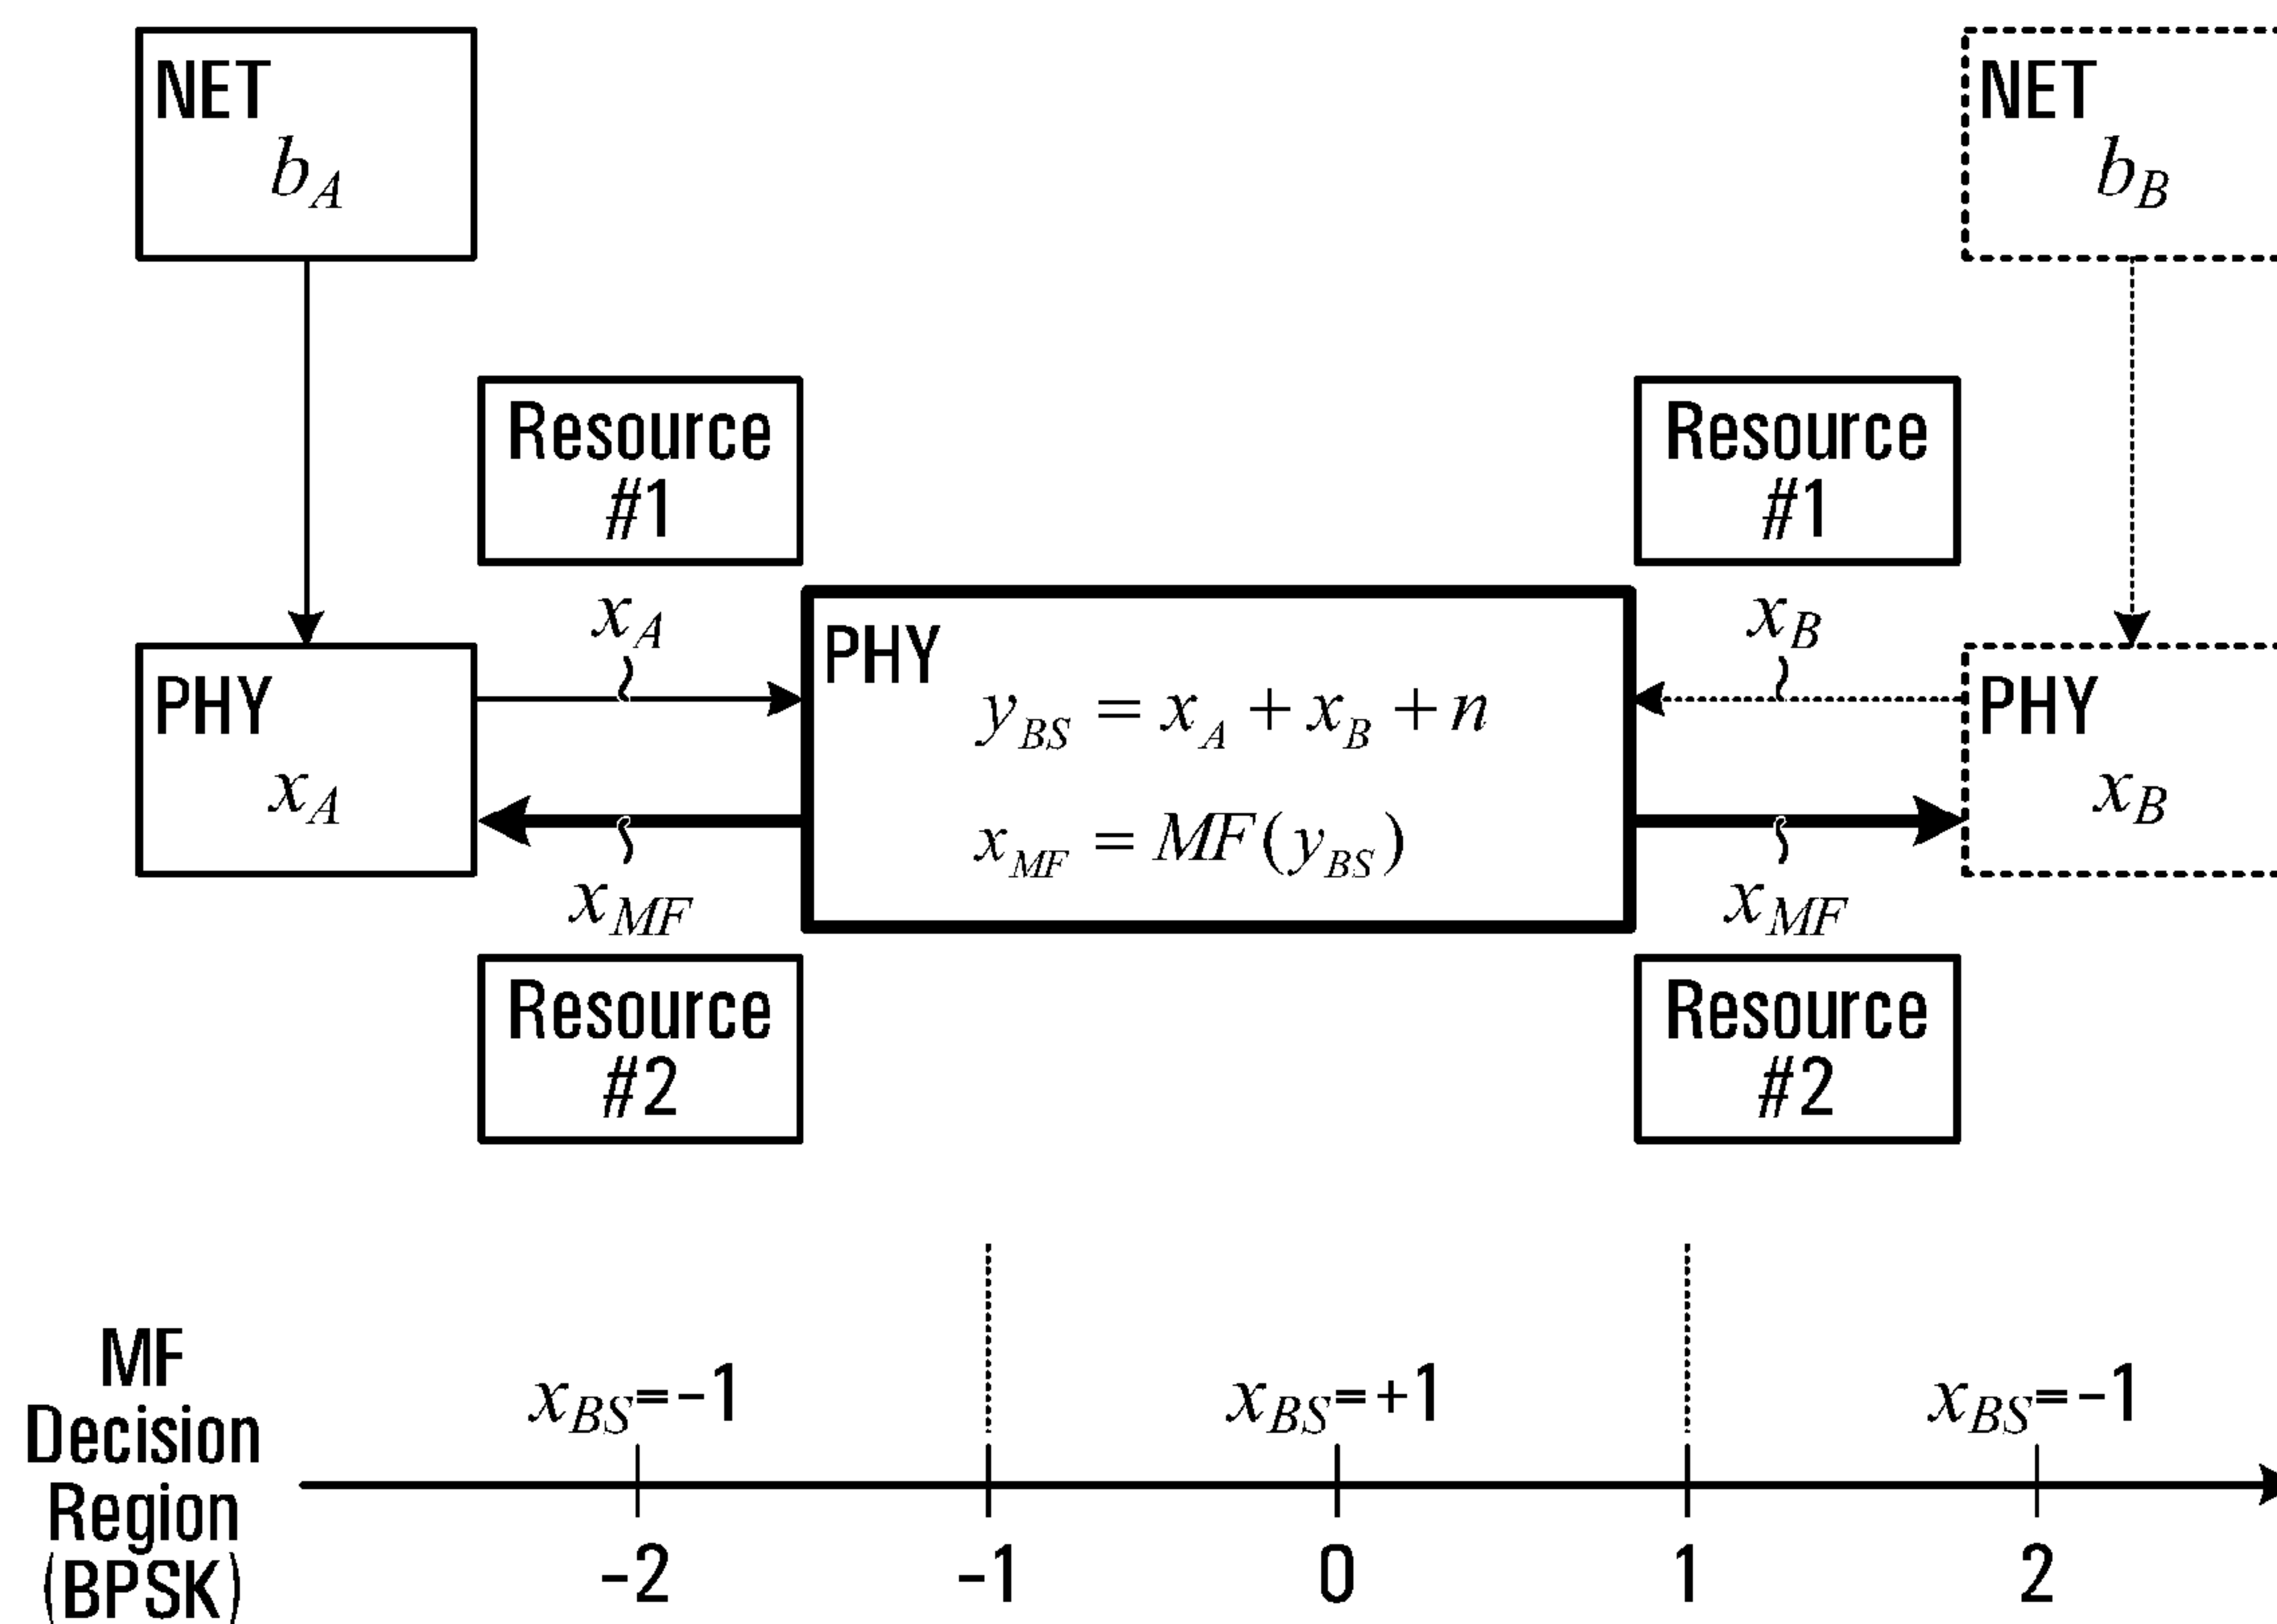 NET
b_A
NET
b_B
Resource
#1
Resource
#1
x_A
x_B
PHY
x_A
PHY
y_BS = x_A + x_B + n
x_MF = MF(y_BS)
PHY
x_B
x_MF
x_MF
Resource
#2
Resource
#2
MF
Decision
Region
(BPSK)
x_BS=-1
x_BS=+1
x_BS=-1
-2
-1
0
1
2